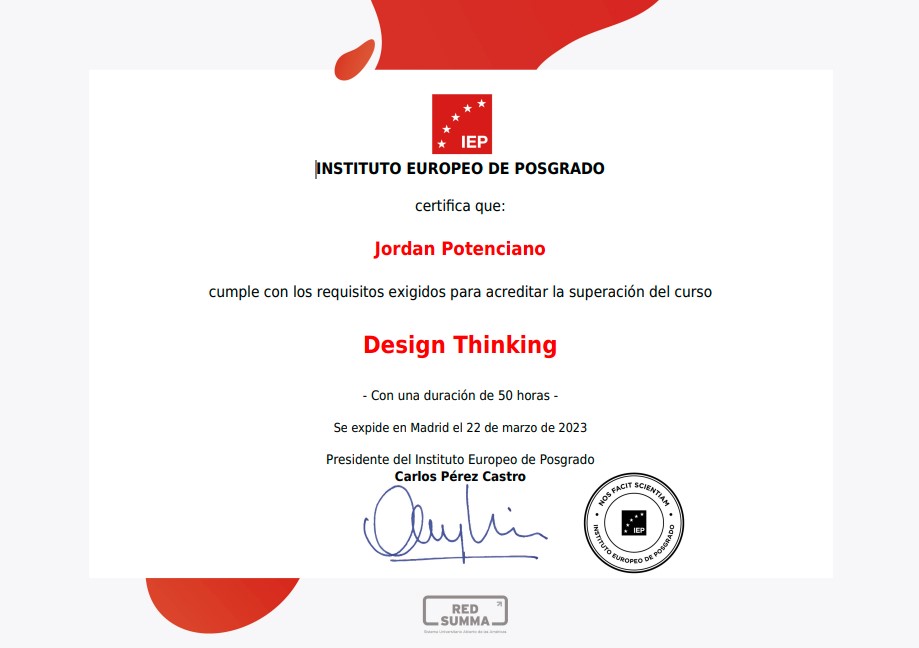 IEP
INSTITUTO EUROPEO DE POSGRADO
certifica que:
Jordan Potenciano
cumple con los requisitos exigidos para acreditar la superación del curso
Design Thinking
- Con una duración de 50 horas -
Se expide en Madrid el 22 de marzo de 2023
Presidente del Instituto Europeo de Posgrado
Carlos Pérez Castro
NOS FACIT SCIENTIAM
IEP
INSTITUTO EUROPEO DE POSGRADO
RED
SUMMA